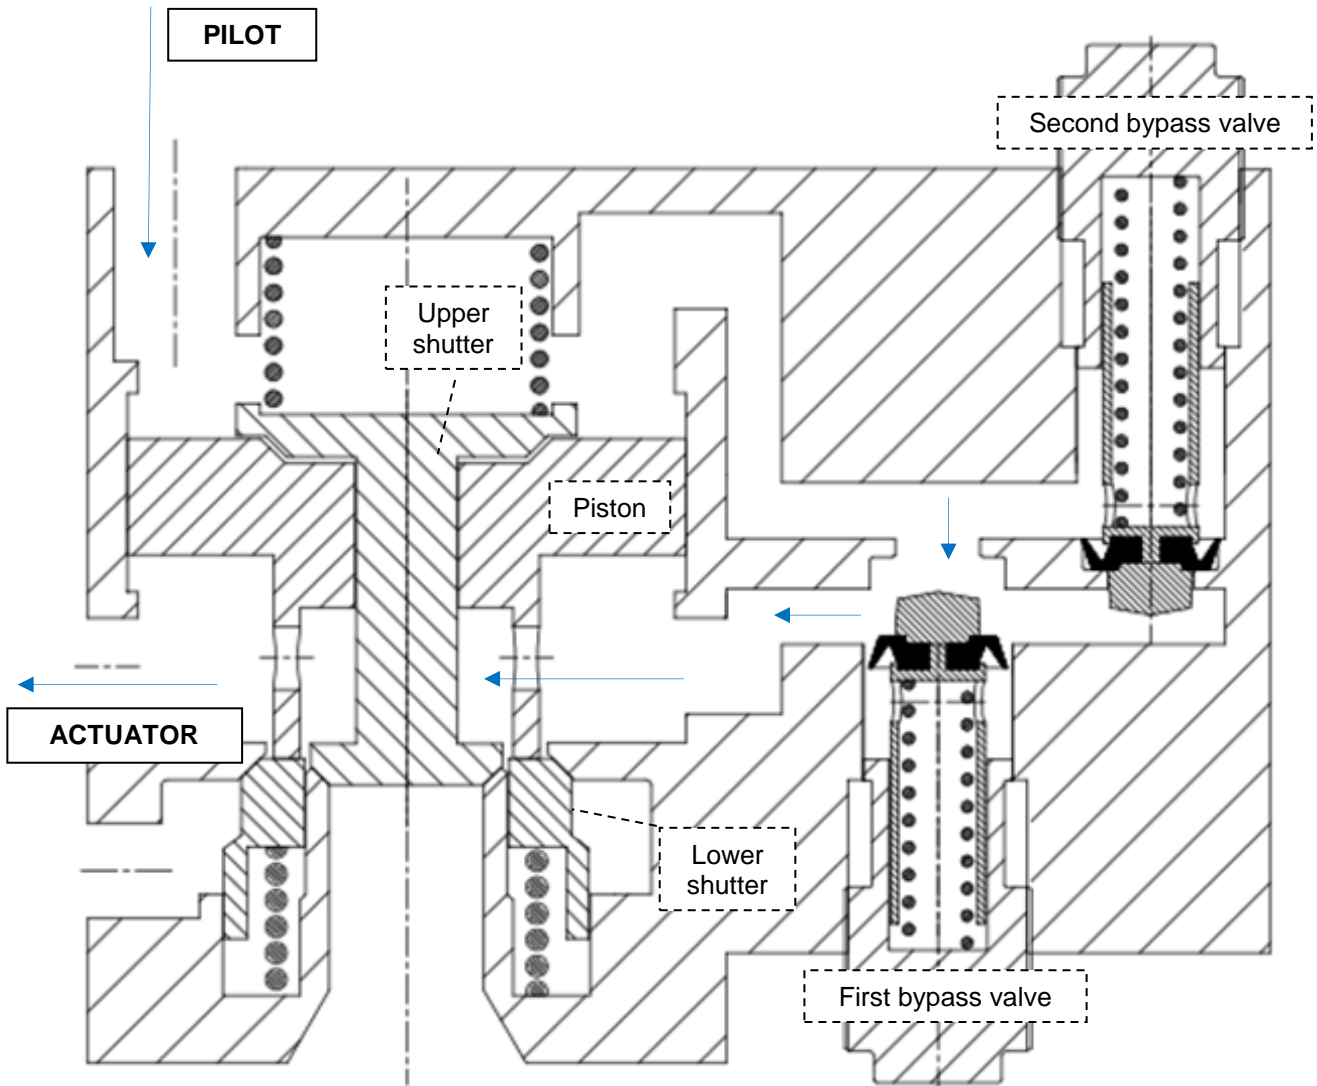 PILOT
Second bypass valve
Upper
shutter
Piston
ACTUATOR
Lower
shutter
First bypass valve